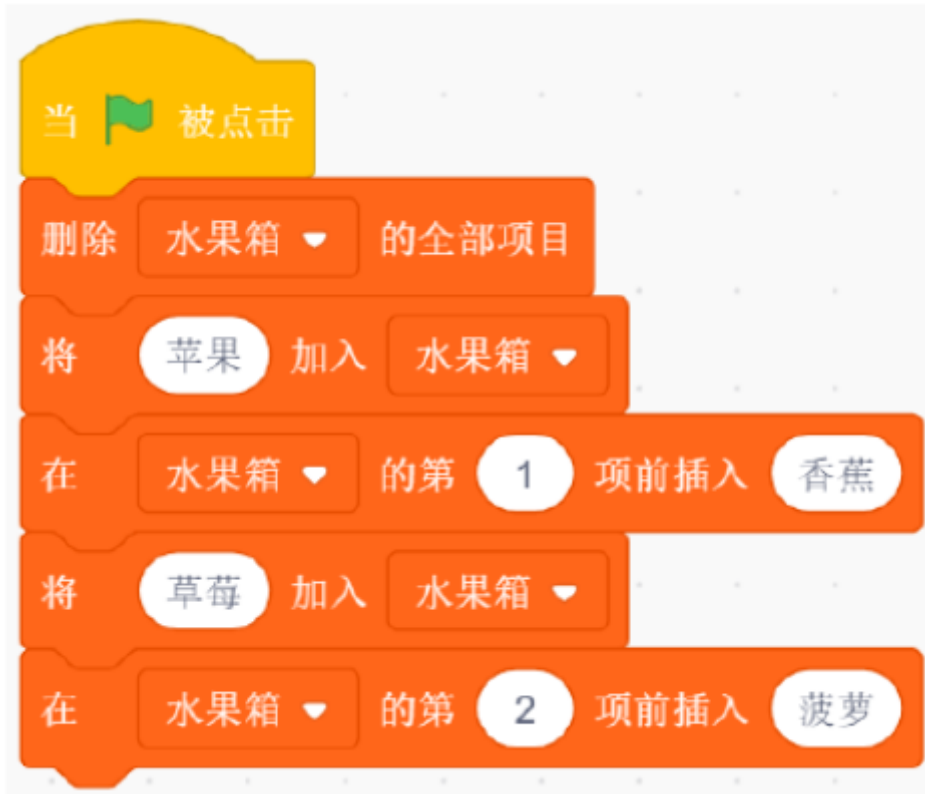 当 被点击
删除 水果箱 的全部项目
将 苹果 加入 水果箱
在 水果箱 的第 1 项前插入 香蕉
将 草莓 加入 水果箱
在 水果箱 的第 2 项前插入 菠萝